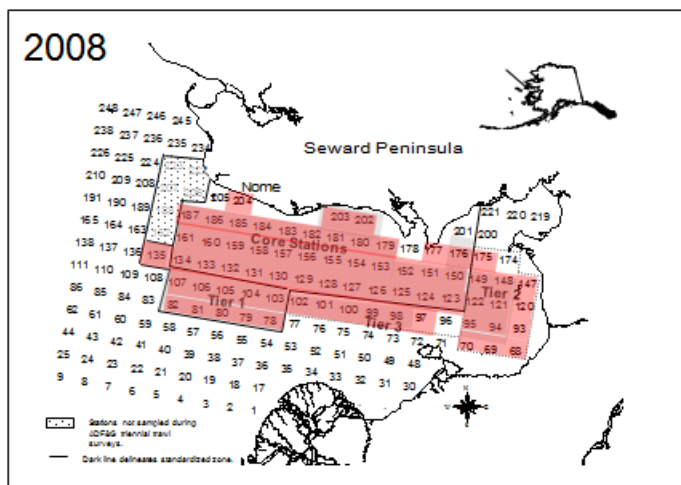 2008
248 247 246 245
238 237 236 235 234
Seward Peninsula
226 225 224
210 209 208
Nome
191 190 189
205 204
203 202
221 220 219
201 200
165 164 163
187 186 185 184 183 182 181 180 179 178 177 176 175 174
Core Stations
138 137 136 135
161 160 159 158 157 156 155 154 153 152 151 150 149 148 147
111 110 109 108
134 133 132 131 130 129 128 127 126 125 124 123 122 121 120
Tier 2
86 85 84 83
107 106 105 104 103 102 101 100 99 98 97 96 95 94 93
Tier 1
Tier 3
62 61 60 59 82 81 80 79 78 77 76 75 74 73 72 71 70 69 68
44 43 42 41 40 39 38 37 36 35 34 33 32 31 30
58 57 56 55 54 53 52 51 50 49 48
25 24 23 22 21 20 19 18 17
9 8 7 6 5 4 3 2 1
Stations not sampled during
ADF&G triennial trawl
surveys.
Dark line delineates standardized zone.